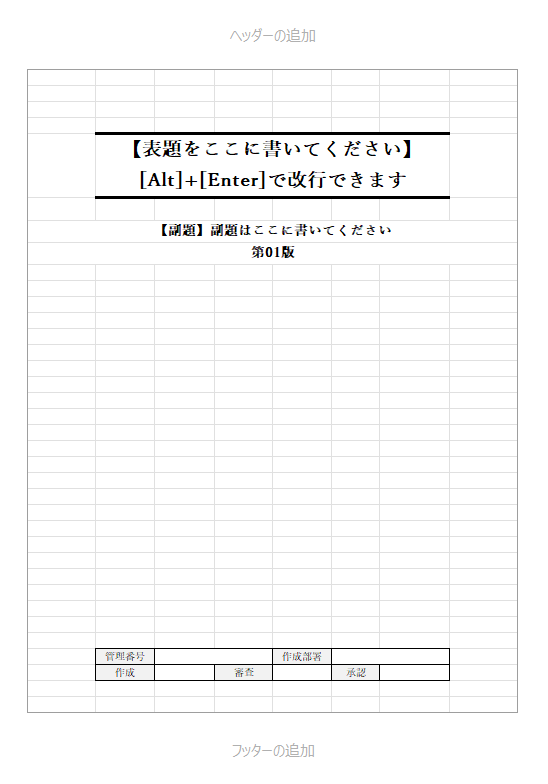 ヘッダーの追加
【表題をここに書いてください】
[Alt]+[Enter]で改行できます
【副題】副題はここに書いてください
第01版
管理番号 作成部署
作成 審査 承認
フッターの追加